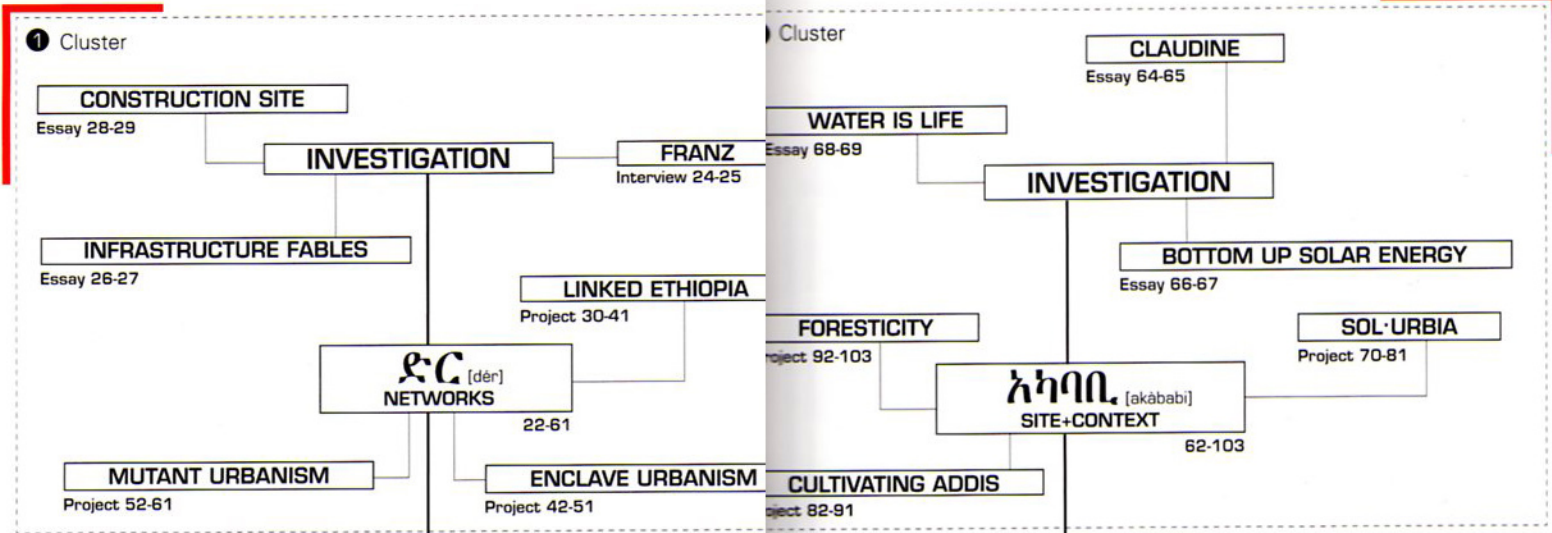 1 Cluster
CONSTRUCTION SITE
Essay 28-29
INVESTIGATION
FRANZ
Interview 24-25
INFRASTRUCTURE FABLES
Essay 26-27
LINKED ETHIOPIA
Project 30-41
ድር [dér]
NETWORKS
22-61
MUTANT URBANISM
Project 52-61
ENCLAVE URBANISM
Project 42-51
Cluster
CLAUDINE
Essay 64-65
WATER IS LIFE
Essay 68-69
INVESTIGATION
BOTTOM UP SOLAR ENERGY
Essay 66-67
FORESTICITY
Project 92-103
SOL·URBIA
Project 70-81
አካባቢ [akàbabi]
SITE+CONTEXT
62-103
CULTIVATING ADDIS
Project 82-91